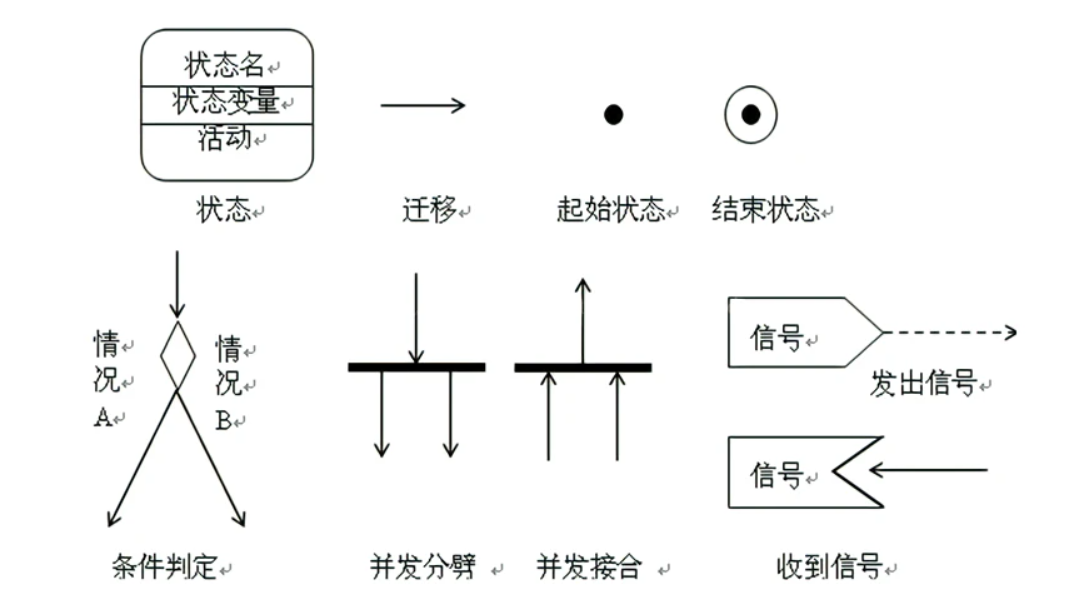 状态名
状态变量
活动
状态
迁移
起始状态
结束状态
情
况
A
情
况
B
信号
发出信号
信号
条件判定
并发分劈
并发接合
收到信号